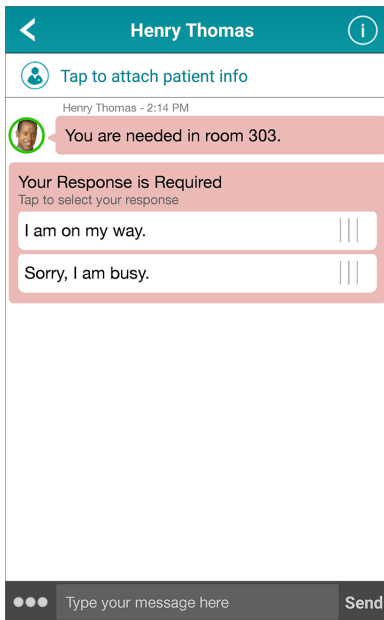 Henry Thomas
i
Tap to attach patient info
Henry Thomas - 2:14 PM
You are needed in room 303.
Your Response is Required
Tap to select your response
I am on my way.
Sorry, I am busy.
Type your message here
Send